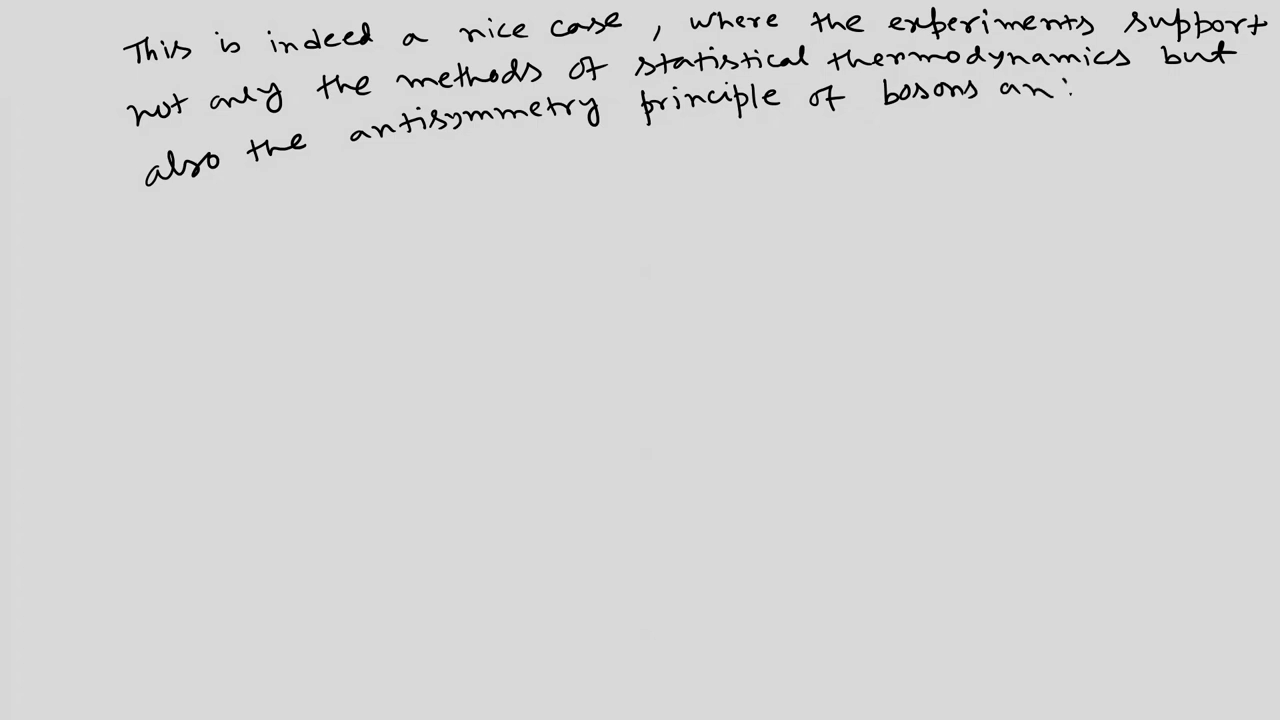 This is indeed a nice case, where the experiments support
not only the methods of statistical thermodynamics but
also the antisymmetry principle of bosons an